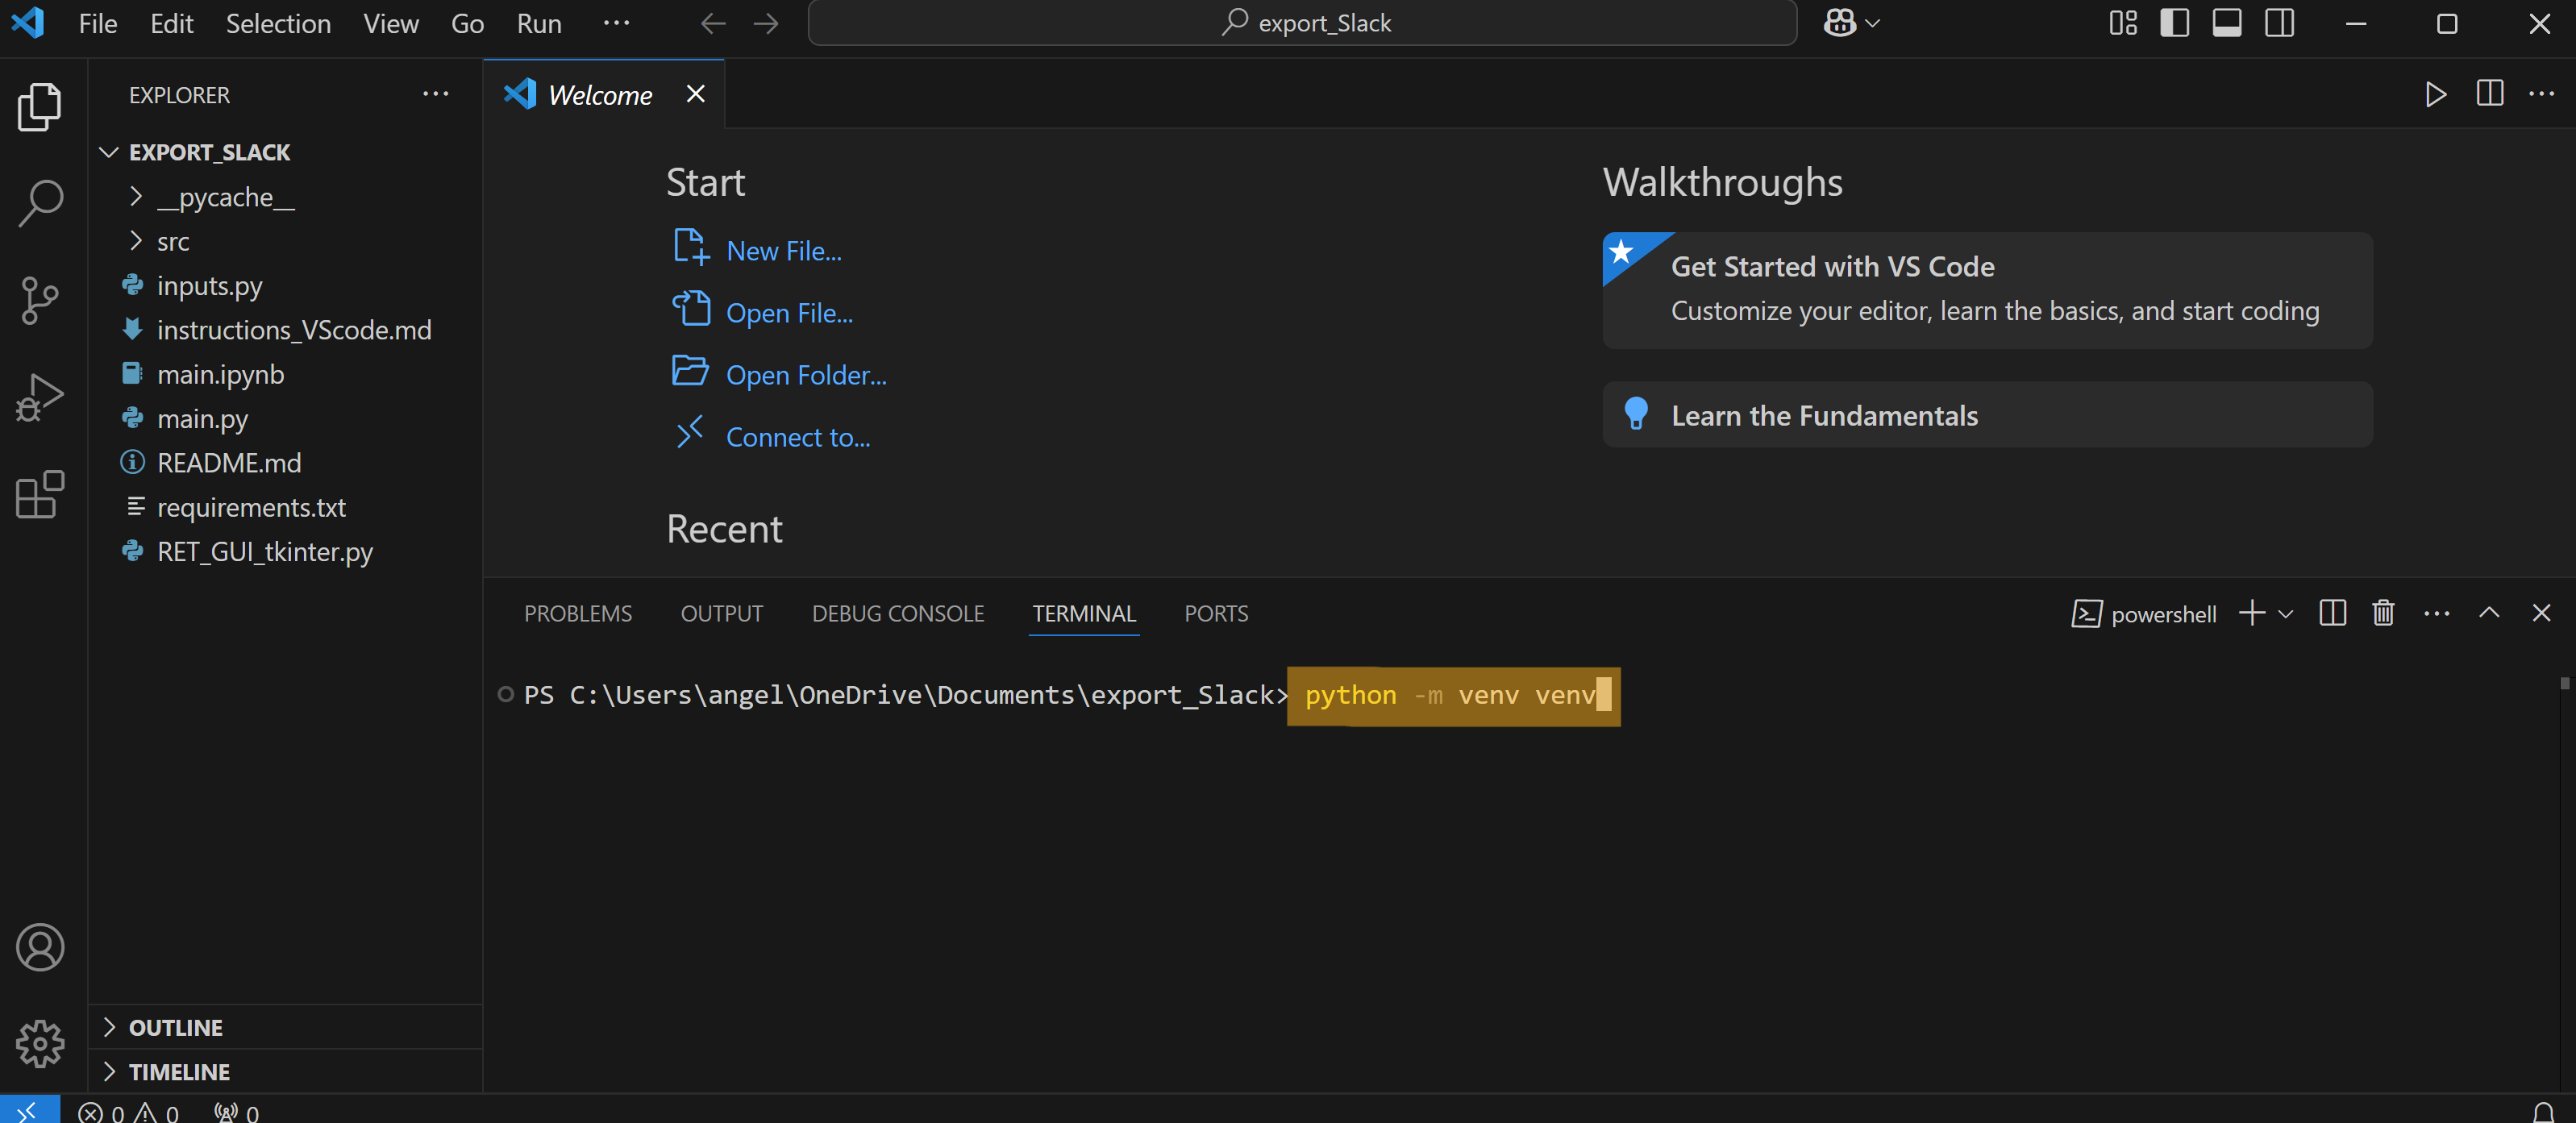 File Edit Selection View Go Run ··· export_Slack
EXPLORER ···
Welcome
EXPORT_SLACK
__pycache__
src
inputs.py
instructions_VScode.md
main.ipynb
main.py
README.md
requirements.txt
RET_GUI_tkinter.py
OUTLINE
TIMELINE
Start
New File...
Open File...
Open Folder...
Connect to...
Recent
Walkthroughs
Get Started with VS Code
Customize your editor, learn the basics, and start coding
Learn the Fundamentals
PROBLEMS OUTPUT DEBUG CONSOLE TERMINAL PORTS powershell
PS C:\Users\angel\OneDrive\Documents\export_Slack> python -m venv venv
0 0 0